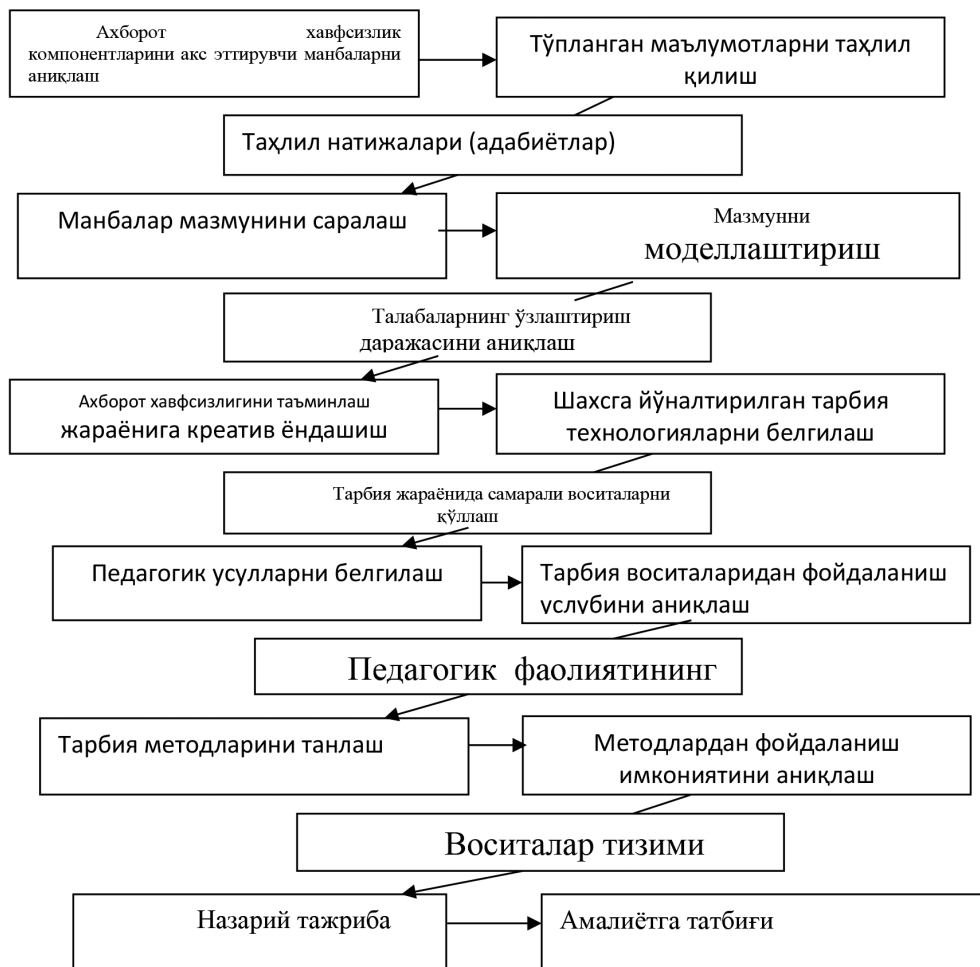 Ахборот хавфсизлик
компонентларини акс эттирувчи манбаларни
аниқлаш
Тўпланган маълумотларни таҳлил
қилиш
Таҳлил натижалари (адабиётлар)
Манбалар мазмунини саралаш
Мазмунни
моделлаштириш
Талабаларнинг ўзлаштириш
даражасини аниқлаш
Ахборот хавфсизлигини таъминлаш
жараёнига креатив ёндашиш
Шахсга йўналтирилган тарбия
технологияларни белгилаш
Тарбия жараёнида самарали воситаларни
қўллаш
Педагогик усулларни белгилаш
Тарбия воситаларидан фойдаланиш
услубини аниқлаш
Педагогик фаолиятининг
Тарбия методларини танлаш
Методлардан фойдаланиш
имкониятини аниқлаш
Воситалар тизими
Назарий тажриба
Амалиётга татбиғи